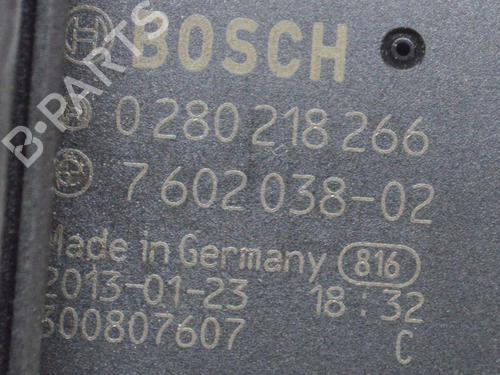 BOSCH
0 280 218 266
7 602 038-02
Made in Germany 816
2013-01-23 18:32
300807607 C
B-PARTS